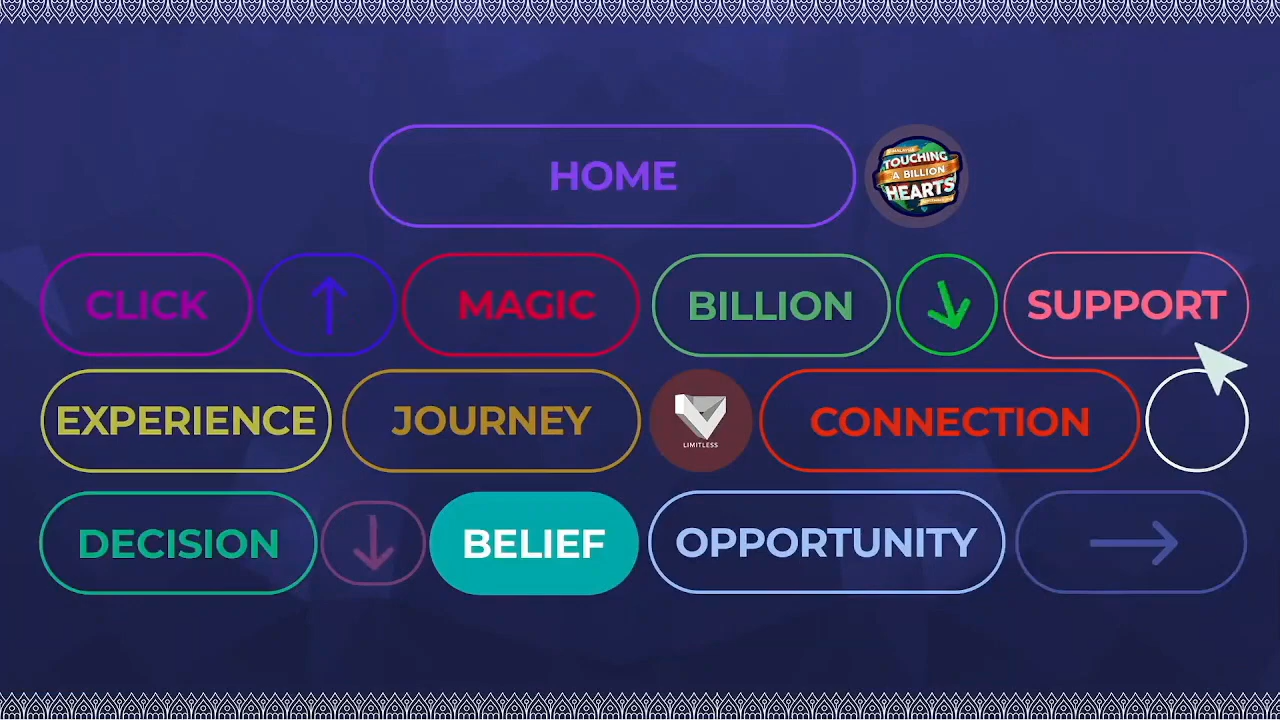 HOME
TOUCHING
A BILLION
HEARTS
CLICK
MAGIC
BILLION
SUPPORT
EXPERIENCE
JOURNEY
LIMITLESS
CONNECTION
DECISION
BELIEF
OPPORTUNITY